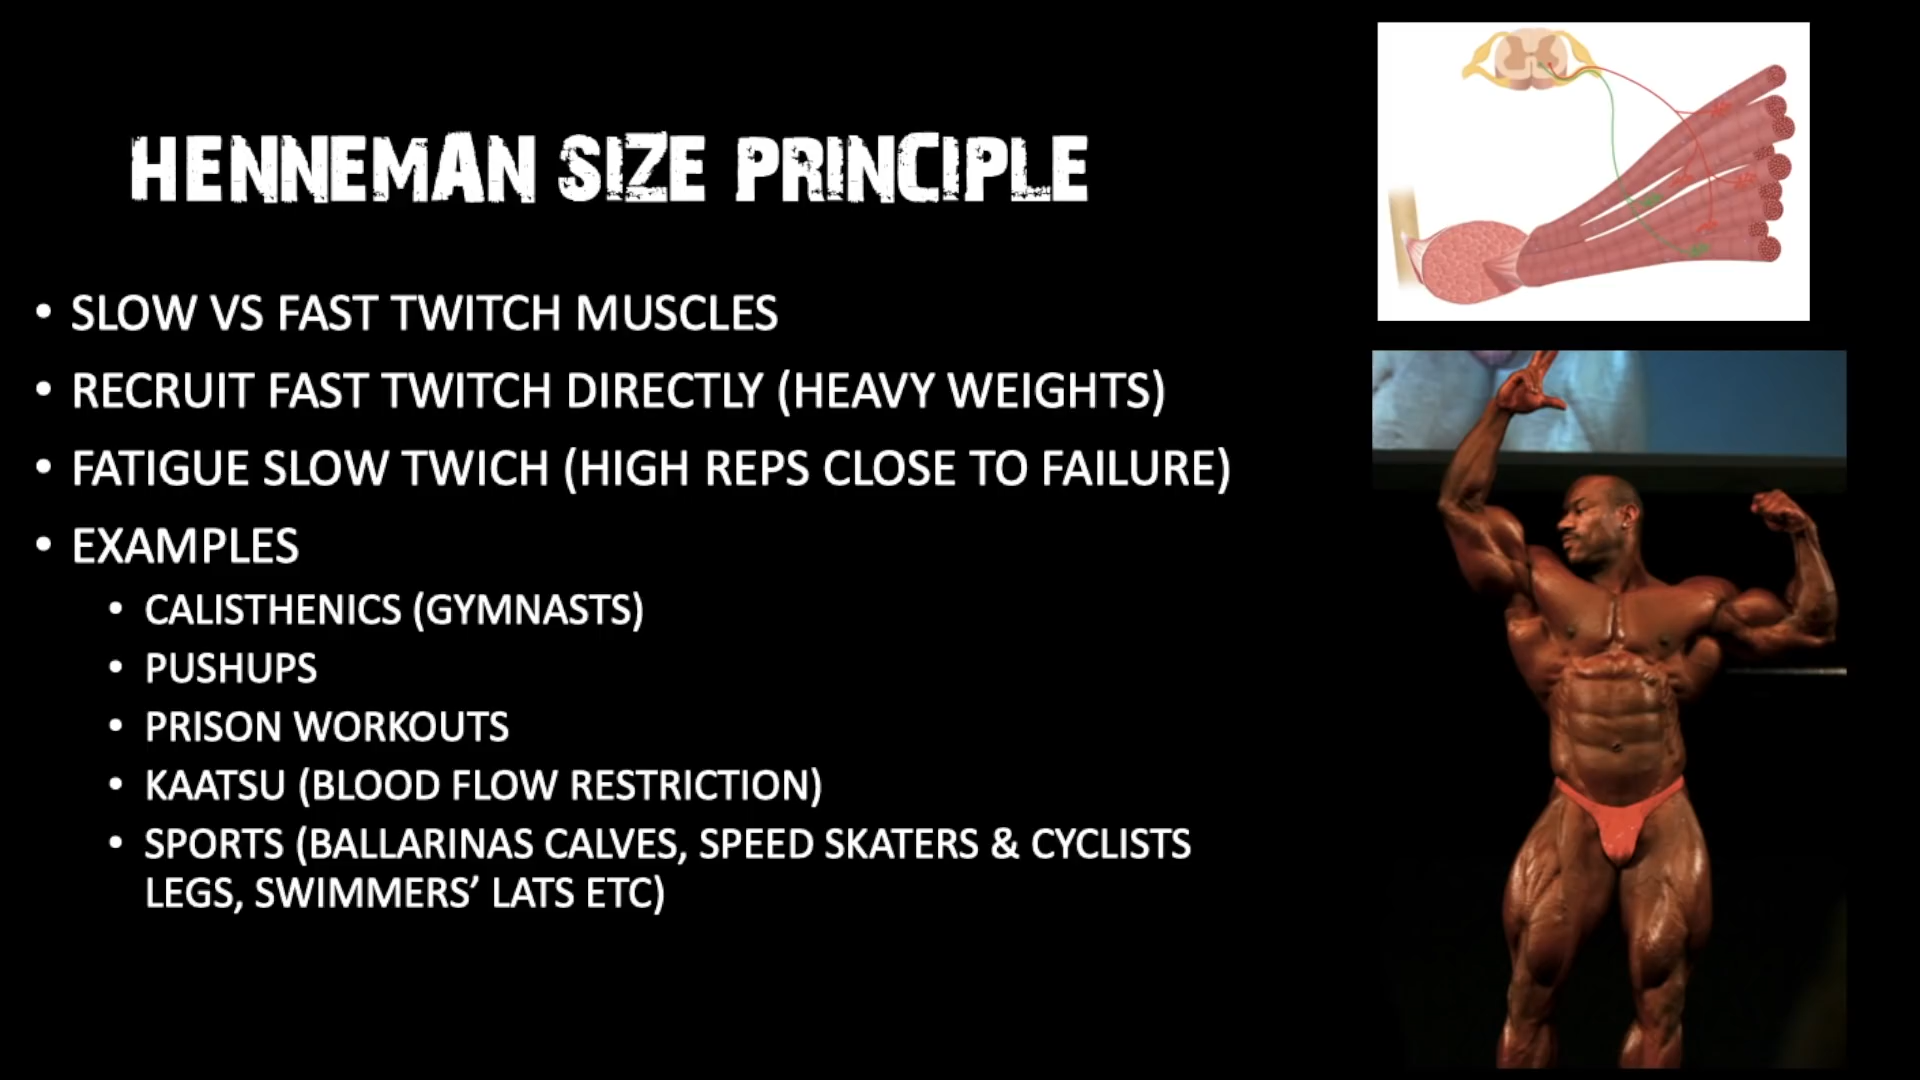 HENNEMAN SIZE PRINCIPLE
• SLOW VS FAST TWITCH MUSCLES
• RECRUIT FAST TWITCH DIRECTLY (HEAVY WEIGHTS)
• FATIGUE SLOW TWICH (HIGH REPS CLOSE TO FAILURE)
• EXAMPLES
• CALISTHENICS (GYMNASTS)
• PUSHUPS
• PRISON WORKOUTS
• KAATSU (BLOOD FLOW RESTRICTION)
• SPORTS (BALLARINAS CALVES, SPEED SKATERS & CYCLISTS
LEGS, SWIMMERS’ LATS ETC)